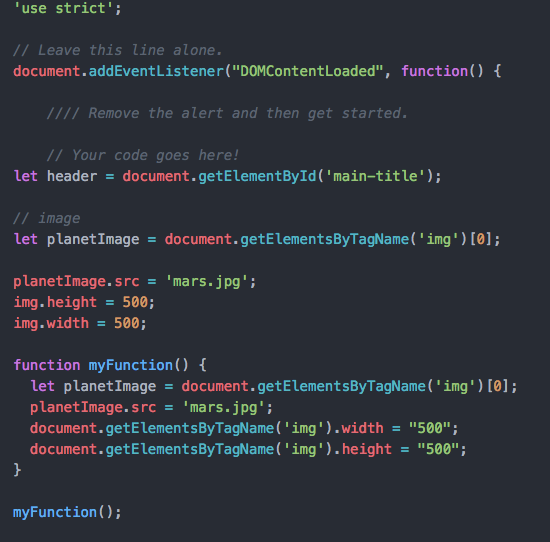 'use strict';
// Leave this line alone.
document.addEventListener("DOMContentLoaded", function() {
//// Remove the alert and then get started.
// Your code goes here!
let header = document.getElementById('main-title');
// image
let planetImage = document.getElementsByTagName('img')[0];
planetImage.src = 'mars.jpg';
img.height = 500;
img.width = 500;
function myFunction() {
let planetImage = document.getElementsByTagName('img')[0];
planetImage.src = 'mars.jpg';
document.getElementsByTagName('img').width = "500";
document.getElementsByTagName('img').height = "500";
}
myFunction();